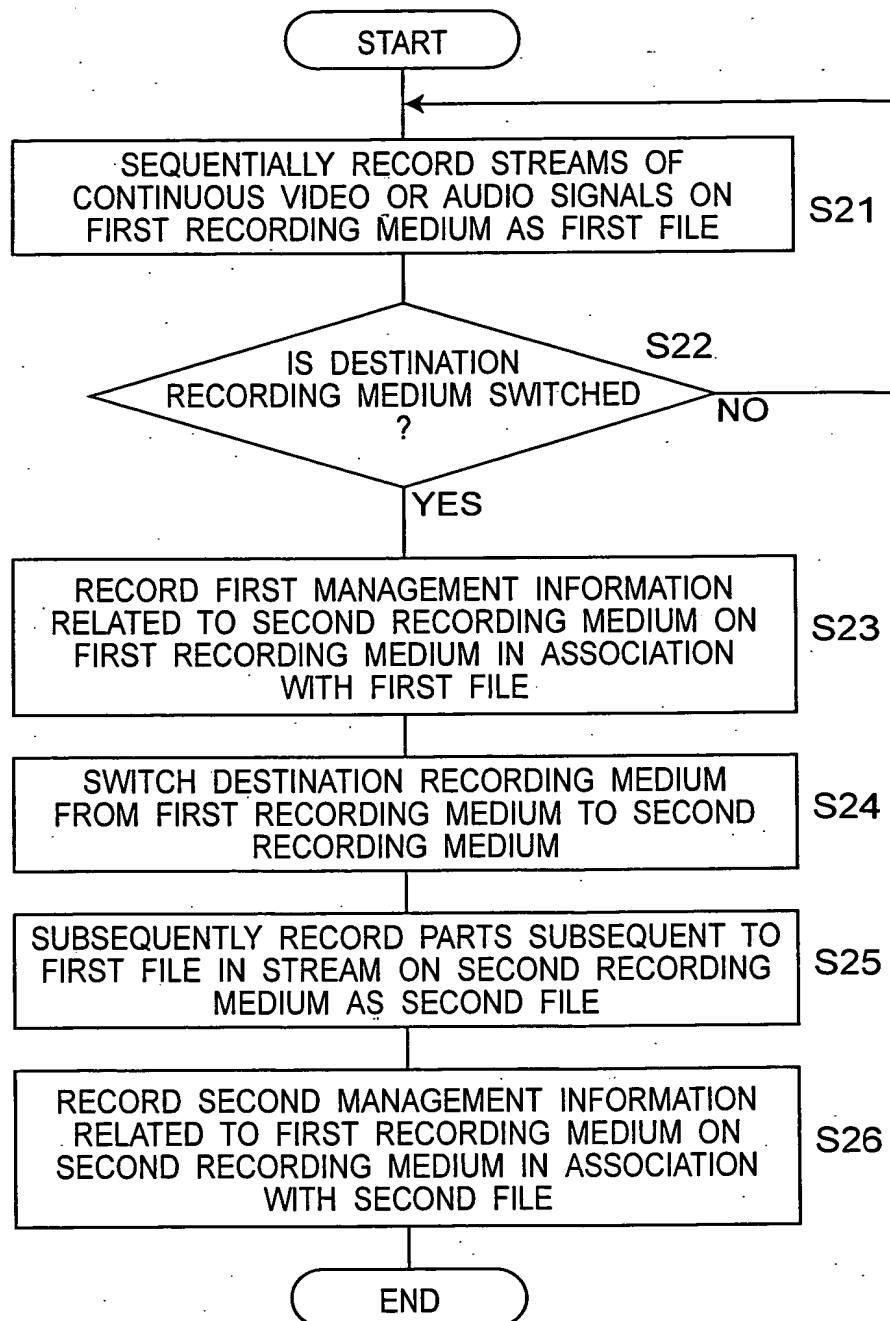 START
SEQUENTIALLY RECORD STREAMS OF
CONTINUOUS VIDEO OR AUDIO SIGNALS ON
FIRST RECORDING MEDIUM AS FIRST FILE
S21
S22
IS DESTINATION
RECORDING MEDIUM SWITCHED
?
NO
YES
RECORD FIRST MANAGEMENT INFORMATION
RELATED TO SECOND RECORDING MEDIUM ON
FIRST RECORDING MEDIUM IN ASSOCIATION
WITH FIRST FILE
S23
SWITCH DESTINATION RECORDING MEDIUM
FROM FIRST RECORDING MEDIUM TO SECOND
RECORDING MEDIUM
S24
SUBSEQUENTLY RECORD PARTS SUBSEQUENT TO
FIRST FILE IN STREAM ON SECOND RECORDING
MEDIUM AS SECOND FILE
S25
RECORD SECOND MANAGEMENT INFORMATION
RELATED TO FIRST RECORDING MEDIUM ON
SECOND RECORDING MEDIUM IN ASSOCIATION
WITH SECOND FILE
S26
END